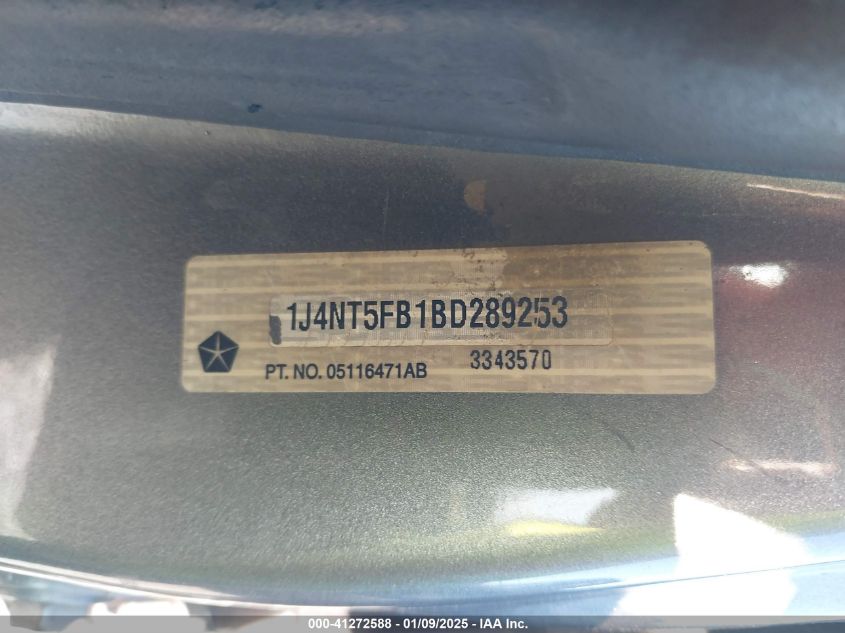 1J4NT5FB1BD289253
PT. NO. 05116471AB 3343570
000-41272588 - 01/09/2025 - IAA Inc.